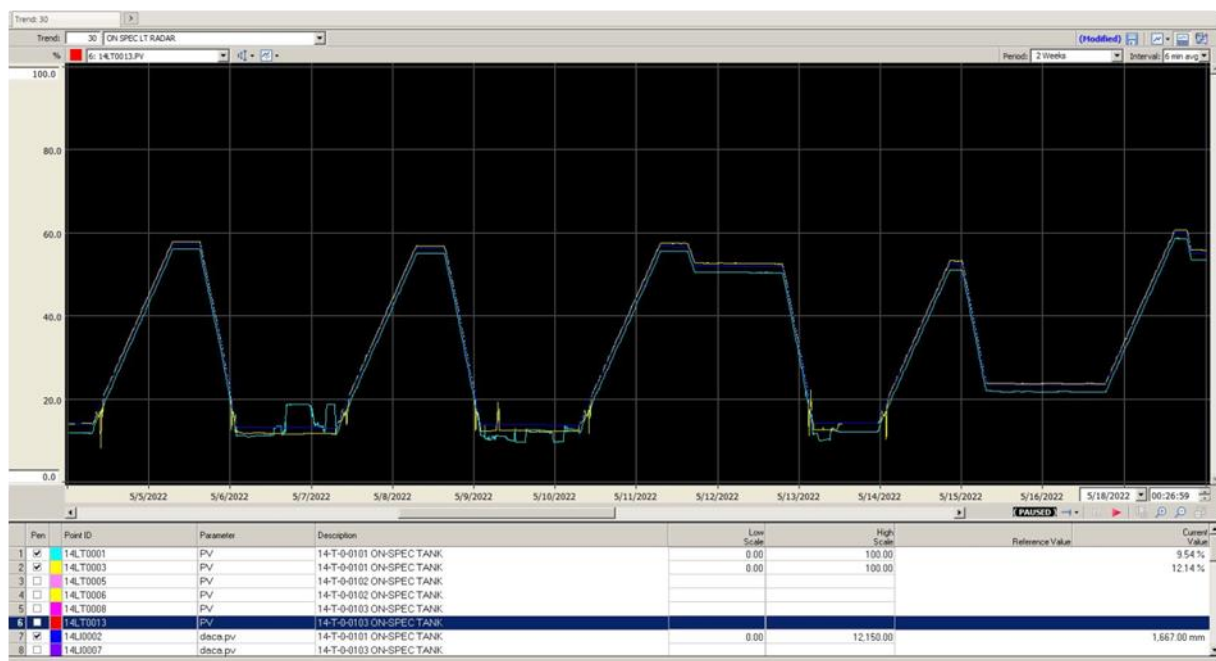 Trend: 30
Trend: 30 ON SPEC LT RADAR (Modified)
% 6: 14LT0013.PV Period: 2 Weeks Interval: 6 min avg
100.0
80.0
60.0
40.0
20.0
0.0
5/5/2022 5/6/2022 5/7/2022 5/8/2022 5/9/2022 5/10/2022 5/11/2022 5/12/2022 5/13/2022 5/14/2022 5/15/2022 5/16/2022 5/18/2022 00:26:59
(PAUSED)
Pen Point ID Parameter Description Low Scale High Scale Reference Value Current Value
1 14LT0001 PV 14-T-0-0101 ON-SPEC TANK 0.00 100.00 9.54 %
2 14LT0003 PV 14-T-0-0101 ON-SPEC TANK 0.00 100.00 12.14 %
3 14LT0005 PV 14-T-0-0102 ON-SPEC TANK
4 14LT0006 PV 14-T-0-0102 ON-SPEC TANK
5 14LT0008 PV 14-T-0-0103 ON-SPEC TANK
6 14LT0013 PV 14-T-0-0103 ON-SPEC TANK
7 14LI0002 daca.pv 14-T-0-0101 ON-SPEC TANK 0.00 12,150.00 1,667.00 mm
8 14LI0007 daca.pv 14-T-0-0103 ON-SPEC TANK